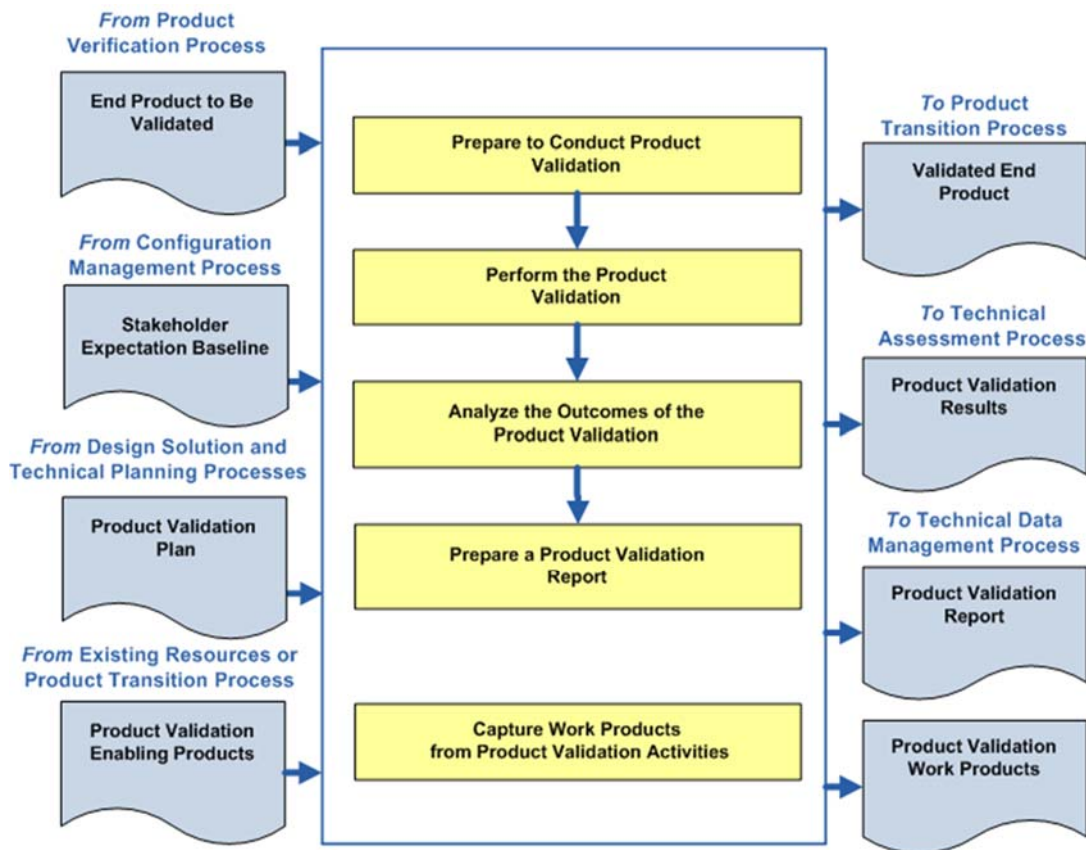 From Product
Verification Process
End Product to Be
Validated
From Configuration
Management Process
Stakeholder
Expectation Baseline
From Design Solution and
Technical Planning Processes
Product Validation
Plan
From Existing Resources or
Product Transition Process
Product Validation
Enabling Products
Prepare to Conduct Product
Validation
Perform the Product
Validation
Analyze the Outcomes of the
Product Validation
Prepare a Product Validation
Report
Capture Work Products
from Product Validation Activities
To Product
Transition Process
Validated End
Product
To Technical
Assessment Process
Product Validation
Results
To Technical Data
Management Process
Product Validation
Report
Product Validation
Work Products